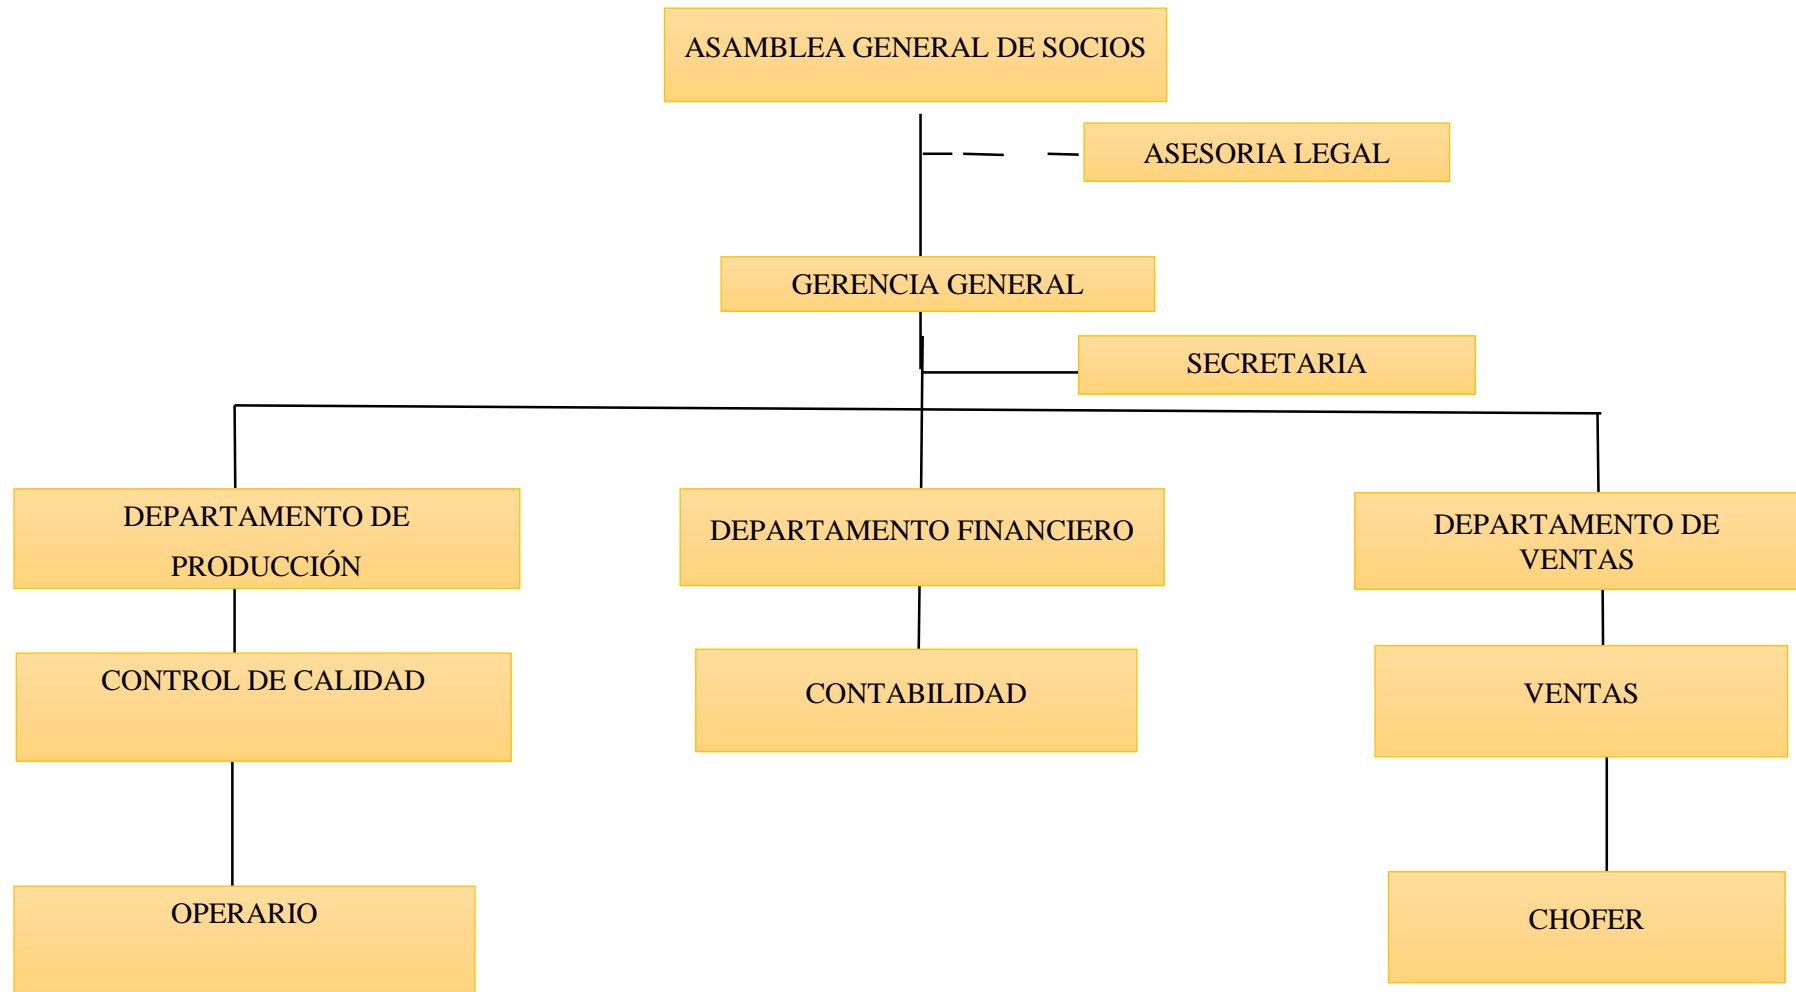 ASAMBLEA GENERAL DE SOCIOS
ASESORIA LEGAL
GERENCIA GENERAL
SECRETARIA
DEPARTAMENTO DE
PRODUCCIÓN
DEPARTAMENTO FINANCIERO
DEPARTAMENTO DE
VENTAS
CONTROL DE CALIDAD
CONTABILIDAD
VENTAS
OPERARIO
CHOFER